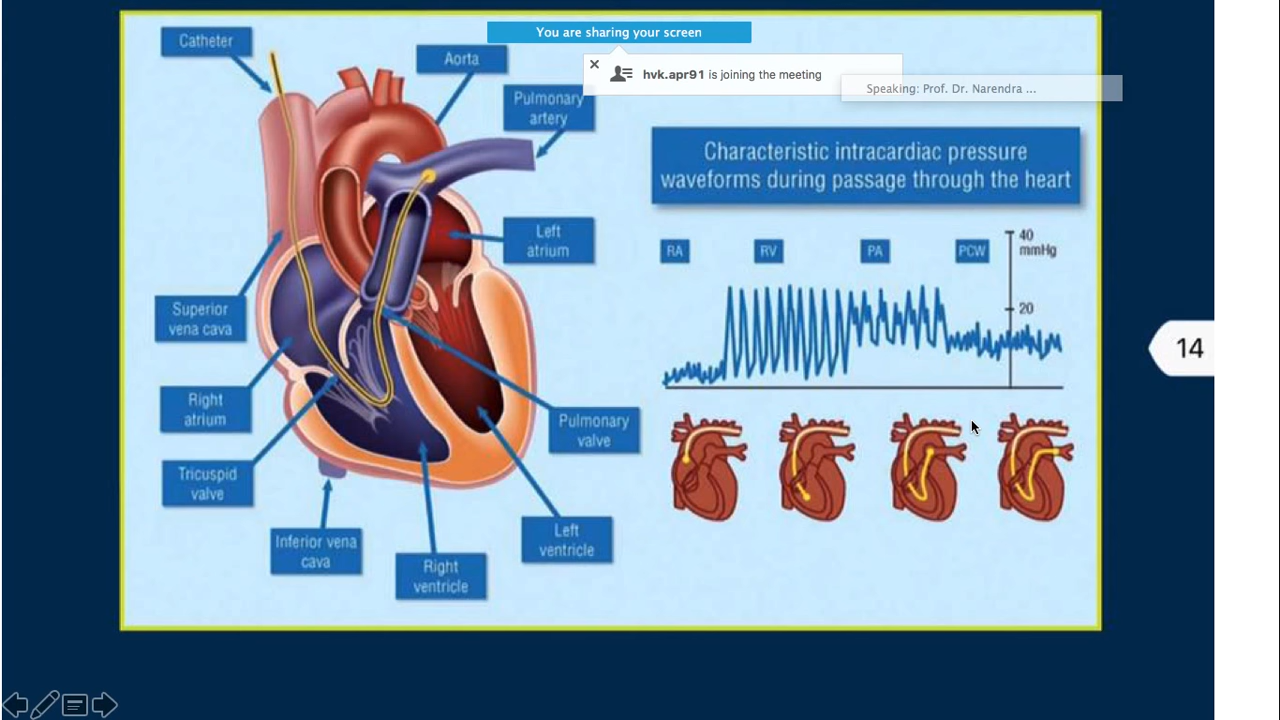 You are sharing your screen
hvk.apr91 is joining the meeting
Speaking: Prof. Dr. Narendra ...
Catheter
Aorta
Pulmonary
artery
Left
atrium
Superior
vena cava
Right
atrium
Tricuspid
valve
Inferior vena
cava
Right
ventricle
Left
ventricle
Pulmonary
valve
Characteristic intracardiac pressure
waveforms during passage through the heart
RA
RV
PA
PCW
40
mmHg
20
14